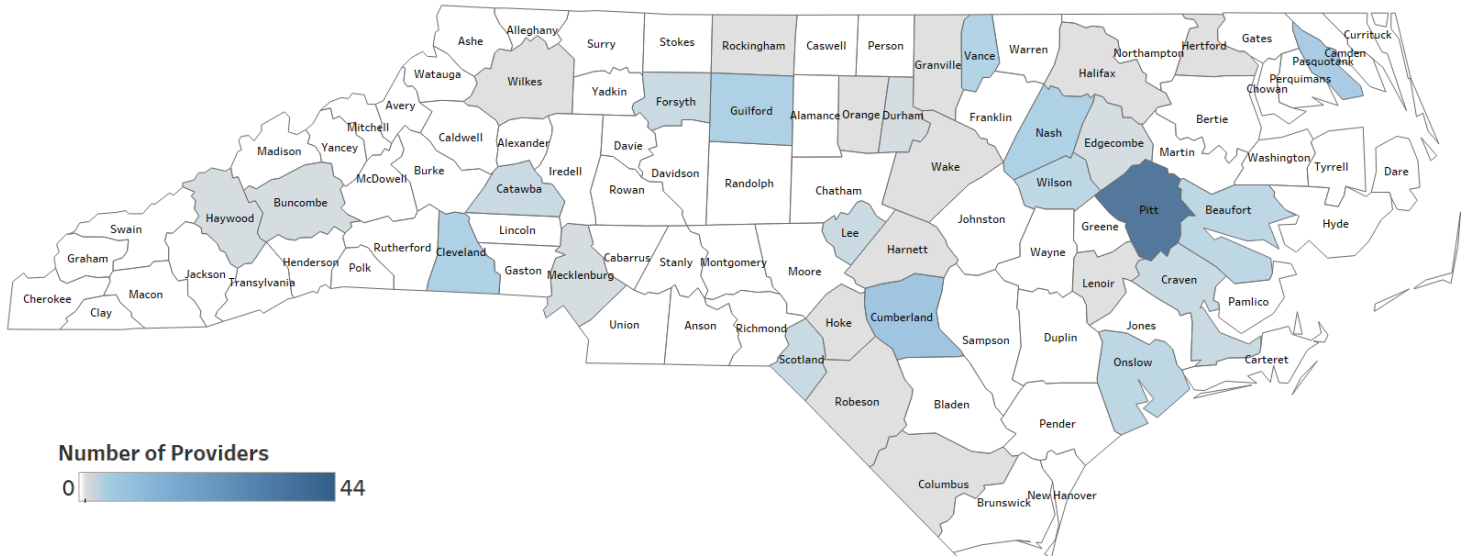 Alleghany
Ashe
Surry
Stokes
Rockingham
Caswell
Person
Granville
Vance
Warren
Northampton
Hertford
Gates
Currituck
Camden
Pasquotank
Perquimans
Chowan
Watauga
Wilkes
Yadkin
Forsyth
Guilford
Alamance
Orange
Durham
Franklin
Halifax
Bertie
Avery
Mitchell
Caldwell
Alexander
Davie
Nash
Edgecombe
Martin
Washington
Tyrrell
Dare
Madison
Yancey
McDowell
Burke
Iredell
Davidson
Randolph
Wake
Wilson
Catawba
Rowan
Chatham
Haywood
Buncombe
Pitt
Beaufort
Hyde
Swain
Lincoln
Lee
Johnston
Greene
Graham
Rutherford
Cleveland
Cabarrus
Stanly
Montgomery
Moore
Harnett
Wayne
Jackson
Henderson
Polk
Gaston
Mecklenburg
Transylvania
Lenoir
Craven
Pamlico
Cherokee
Macon
Clay
Union
Anson
Richmond
Hoke
Cumberland
Sampson
Duplin
Jones
Carteret
Scotland
Onslow
Robeson
Bladen
Pender
Columbus
Brunswick
New Hanover
Number of Providers
0 44